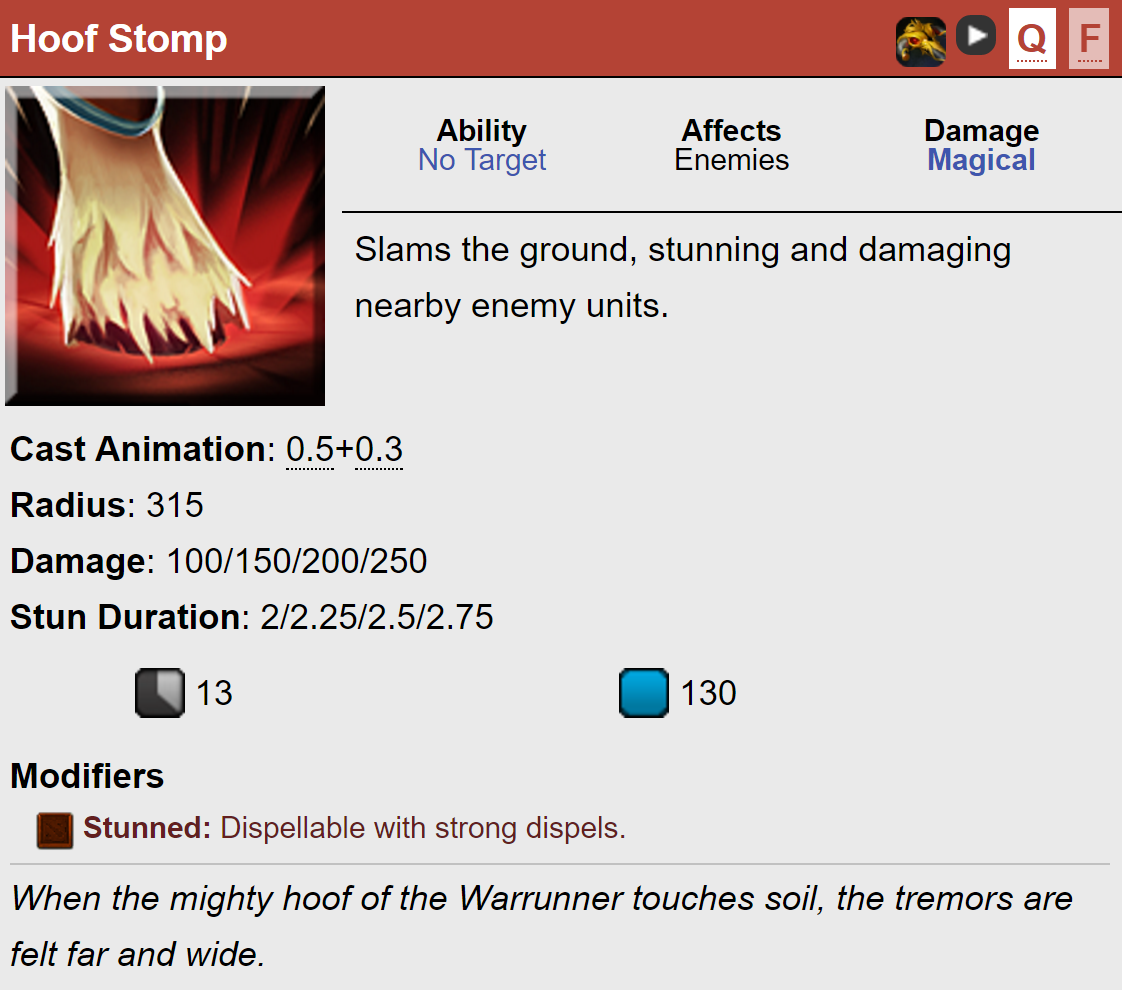 Hoof Stomp Q F
Ability Affects Damage
No Target Enemies Magical
Slams the ground, stunning and damaging
nearby enemy units.
Cast Animation: 0.5+0.3
Radius: 315
Damage: 100/150/200/250
Stun Duration: 2/2.25/2.5/2.75
13 130
Modifiers
Stunned: Dispellable with strong dispels.
When the mighty hoof of the Warrunner touches soil, the tremors are
felt far and wide.